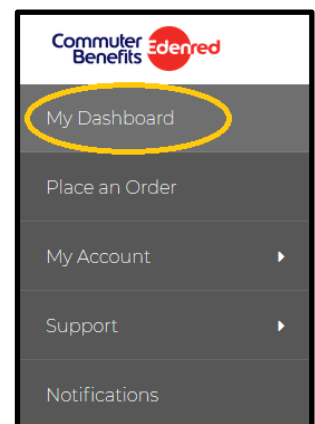 Commuter
Benefits Edenred
My Dashboard
Place an Order
My Account
Support
Notifications